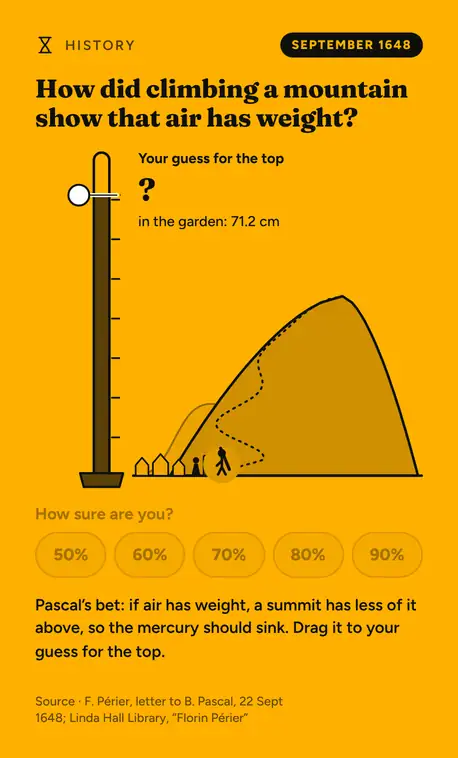 HISTORY
SEPTEMBER 1648
How did climbing a mountain
show that air has weight?
Your guess for the top
?
in the garden: 71.2 cm
How sure are you?
50%
60%
70%
80%
90%
Pascal’s bet: if air has weight, a summit has less of it
above, so the mercury should sink. Drag it to your
guess for the top.
Source · F. Périer, letter to B. Pascal, 22 Sept
1648; Linda Hall Library, “Florin Périer”